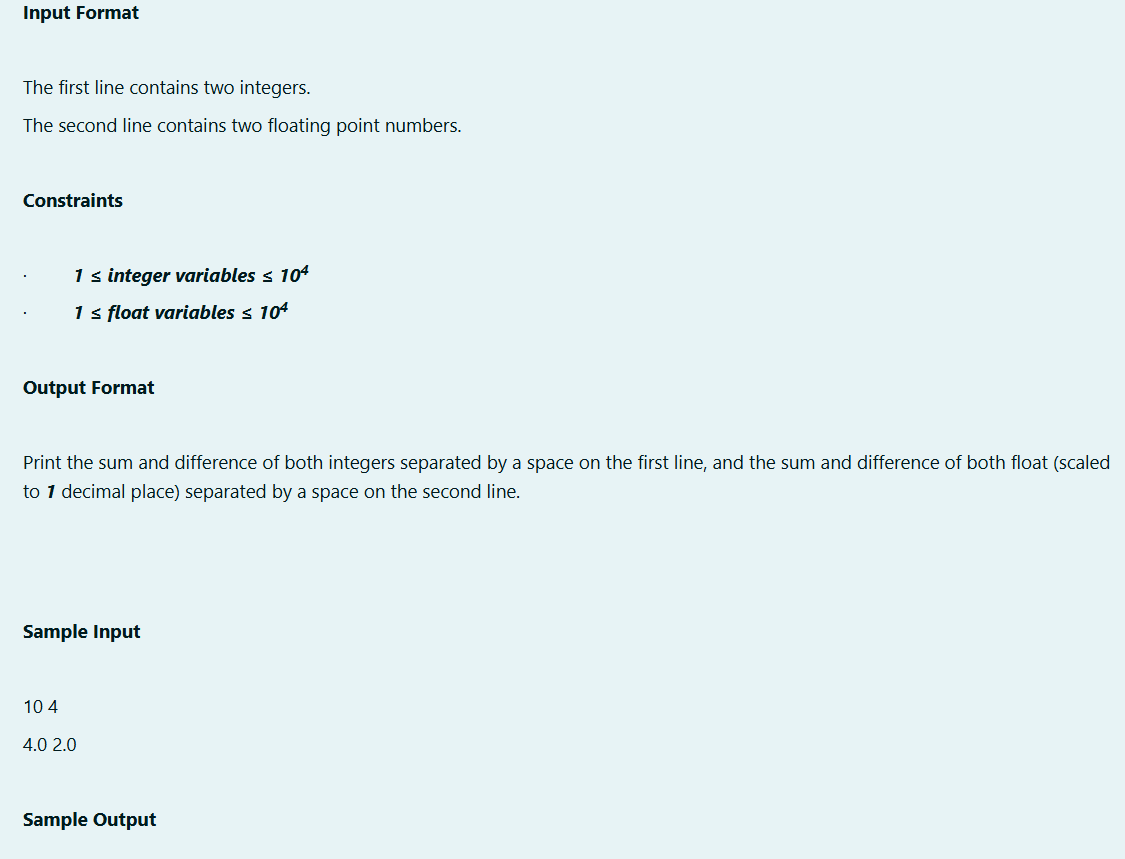 Input Format
The first line contains two integers.
The second line contains two floating point numbers.
Constraints
· 1 ≤ integer variables ≤ 10⁴
· 1 ≤ float variables ≤ 10⁴
Output Format
Print the sum and difference of both integers separated by a space on the first line, and the sum and difference of both float (scaled
to 1 decimal place) separated by a space on the second line.
Sample Input
10 4
4.0 2.0
Sample Output